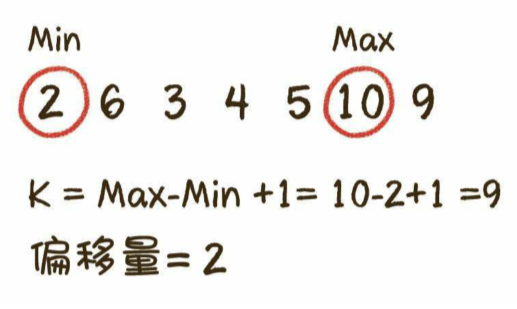 Min Max
2 6 3 4 5 10 9
K = Max-Min +1= 10-2+1 =9
偏移量= 2